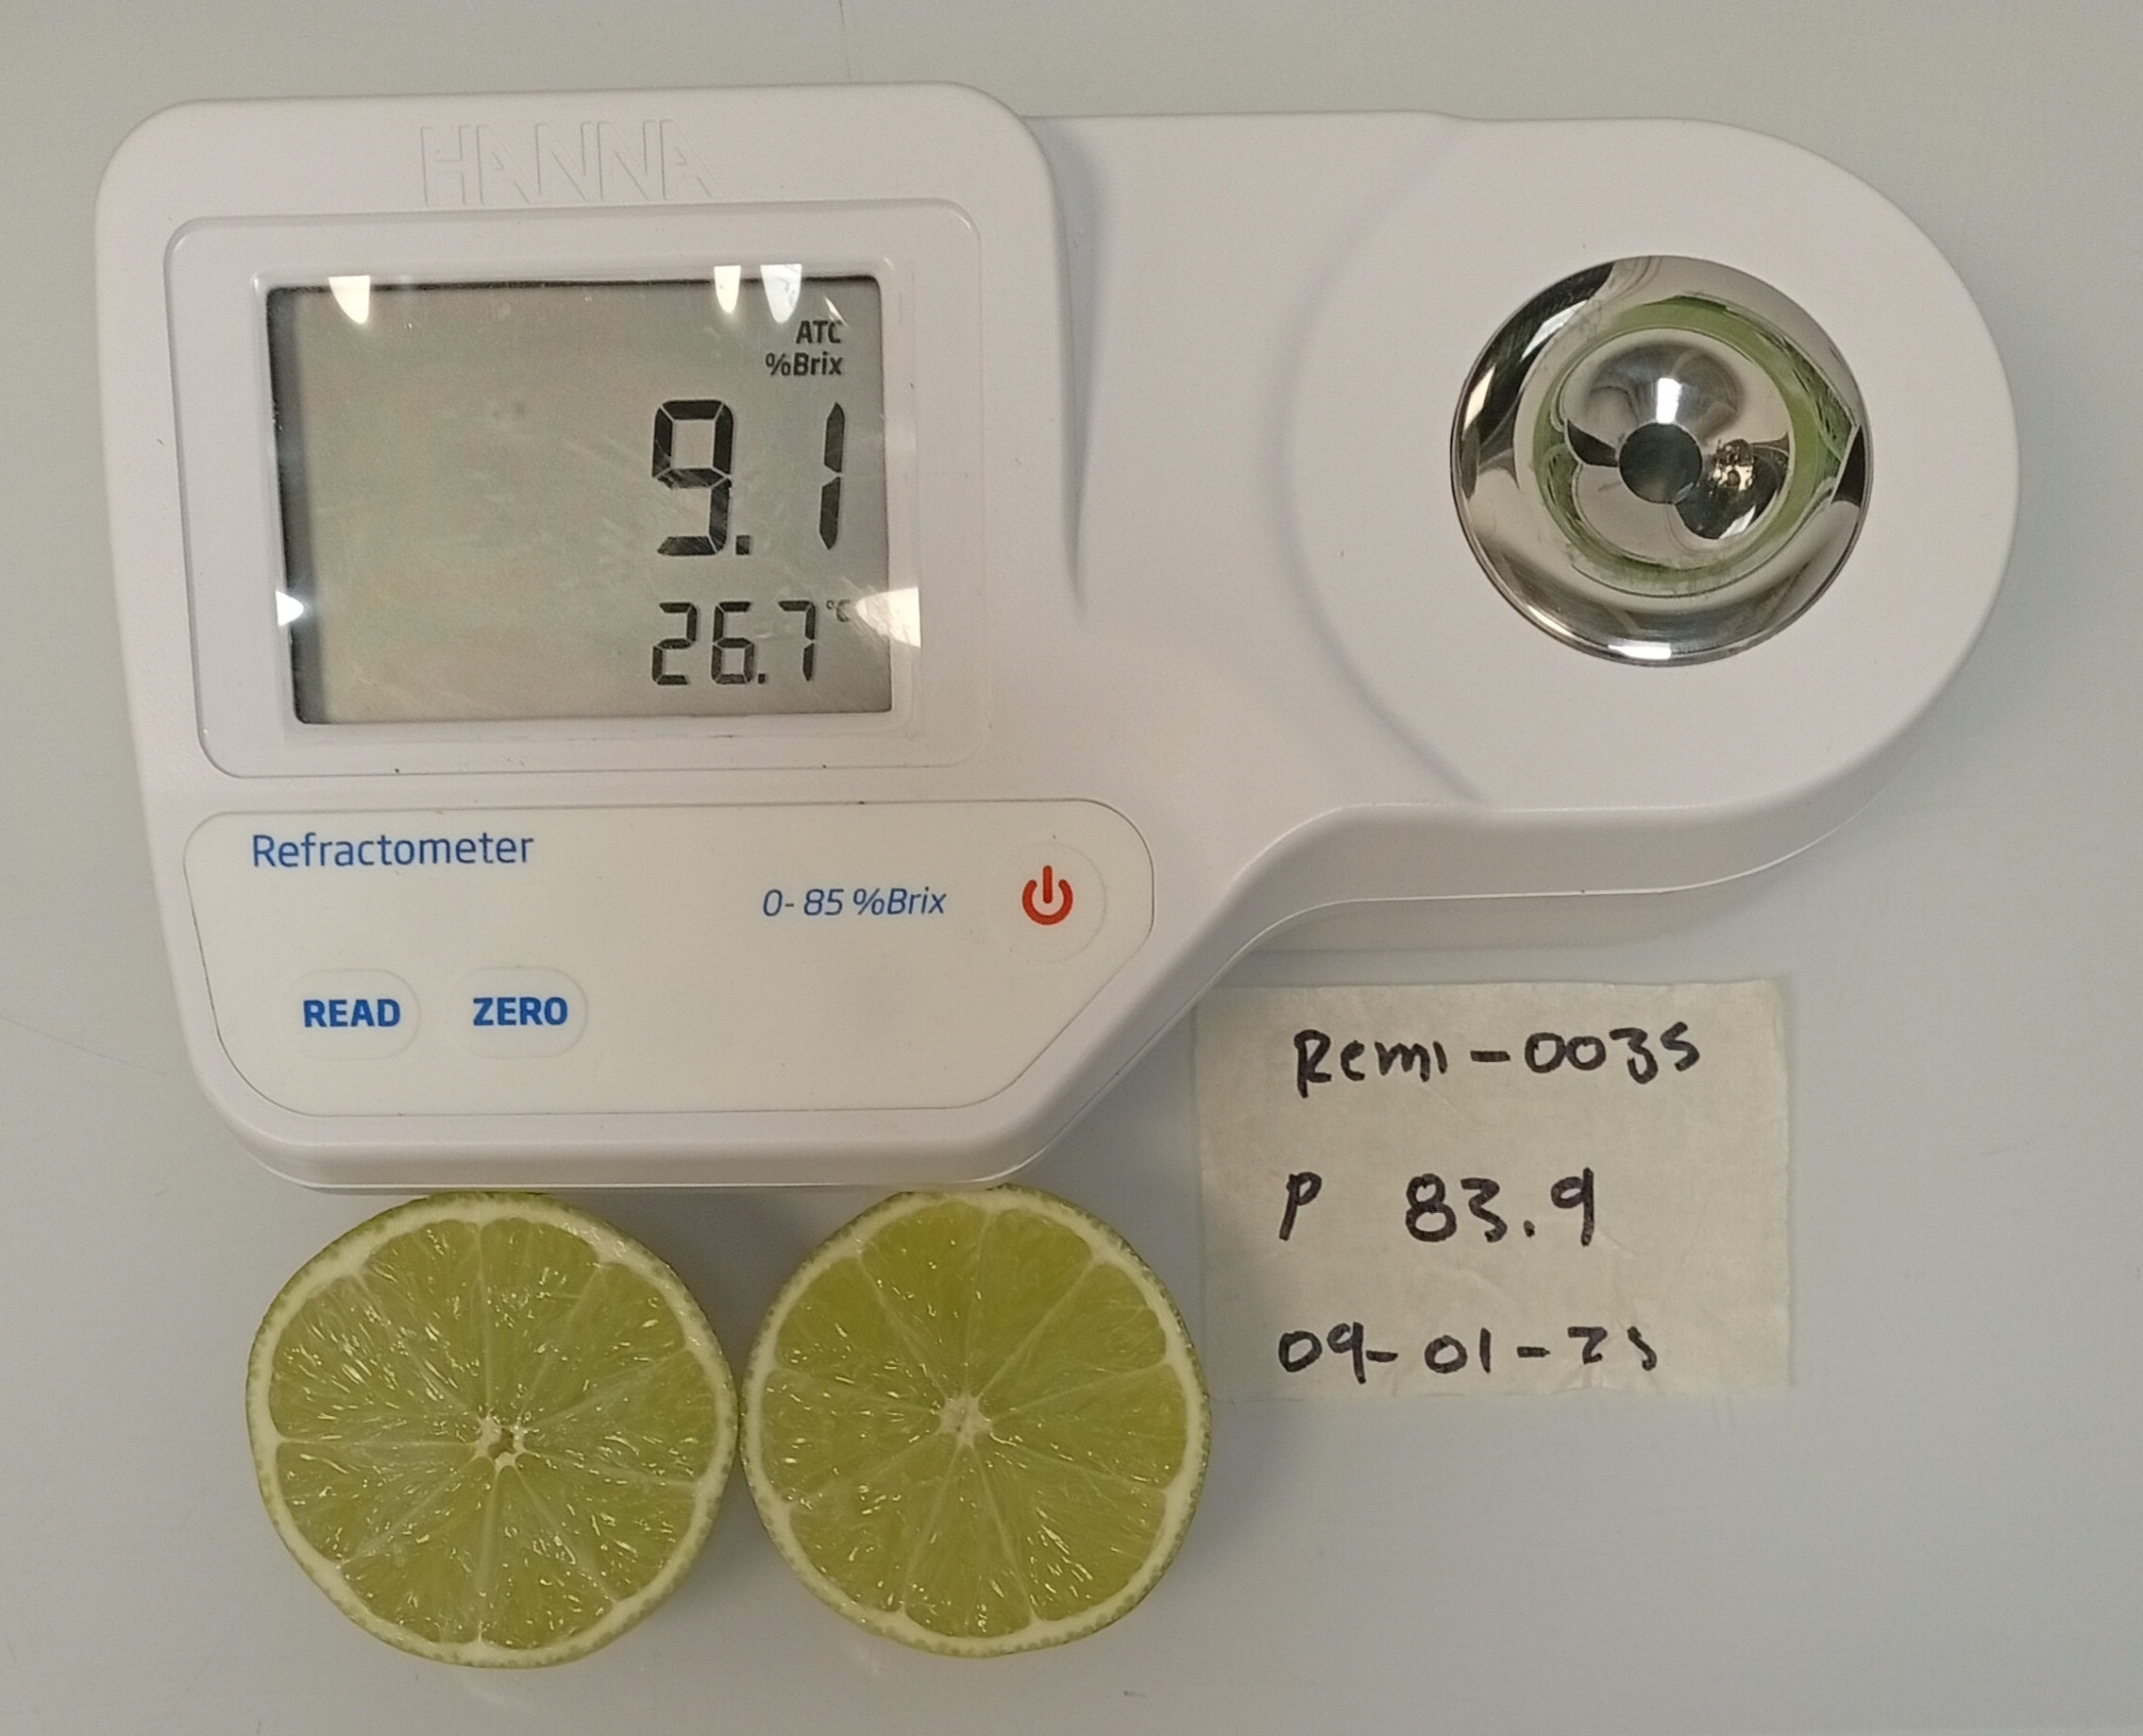 HANNA
ATC
%Brix
9.1
26.7°C
Refractometer
0-85 %Brix
READ ZERO
Remi-0035
P 83.9
09-01-25